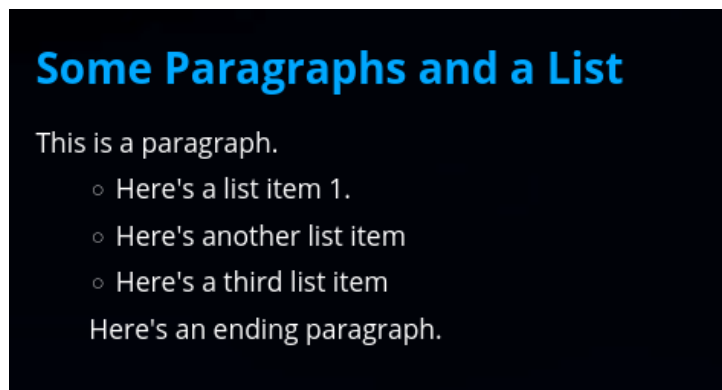 Some Paragraphs and a List
This is a paragraph.
Here's a list item 1.
Here's another list item
Here's a third list item
Here's an ending paragraph.